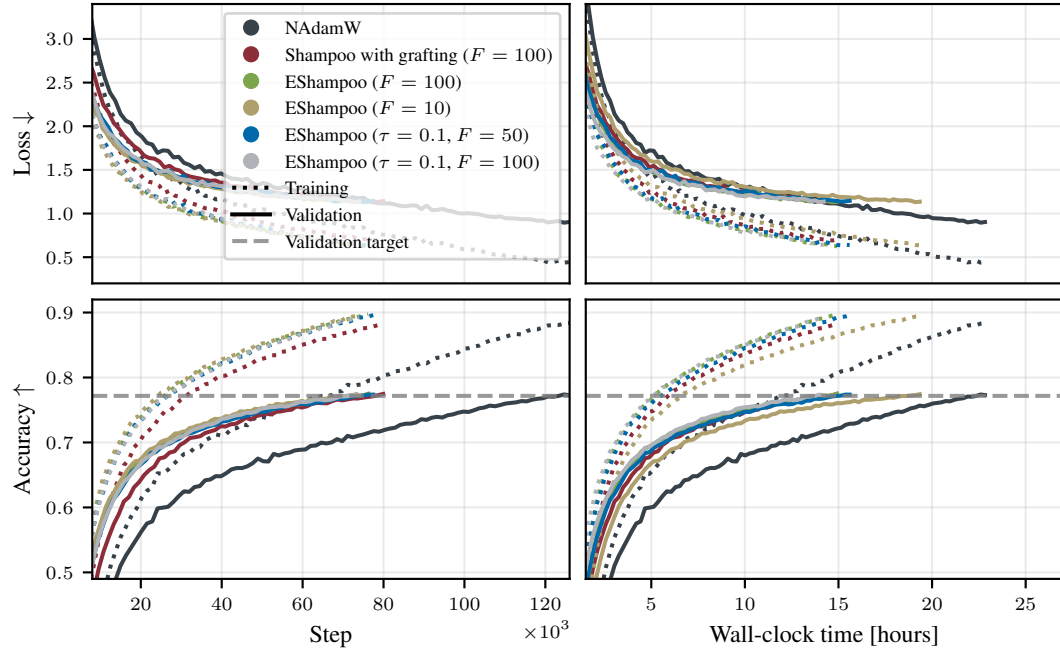 3.0
2.5
2.0
1.5
1.0
0.5
Loss ↓
NAdamW
Shampoo with grafting (F = 100)
EShampoo (F = 100)
EShampoo (F = 10)
EShampoo (τ = 0.1, F = 50)
EShampoo (τ = 0.1, F = 100)
Training
Validation
Validation target
0.9
0.8
0.7
0.6
0.5
Accuracy ↑
20 40 60 80 100 120
Step
×10³
5 10 15 20 25
Wall-clock time [hours]